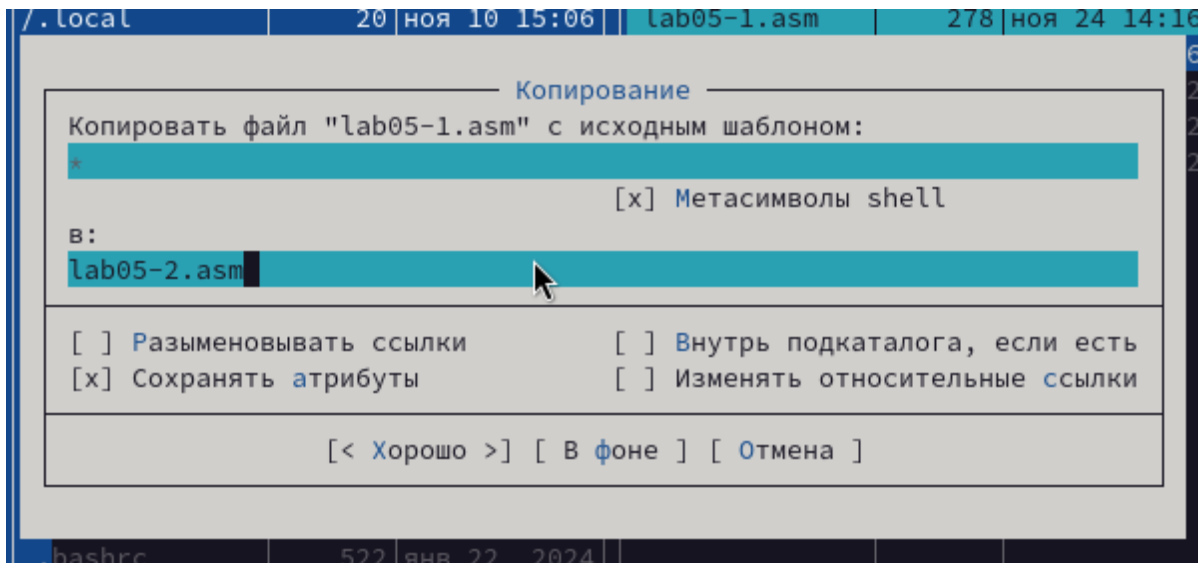 /.local 20 ноя 10 15:06 lab05-1.asm 278 ноя 24 14:16
Копирование
Копировать файл "lab05-1.asm" с исходным шаблоном:
*
[x] Метасимволы shell
в:
lab05-2.asm
[ ] Разыменовывать ссылки [ ] Внутрь подкаталога, если есть
[x] Сохранять атрибуты [ ] Изменять относительные ссылки
[< Хорошо >] [ В фоне ] [ Отмена ]
.bashrc 522 янв 22 2024